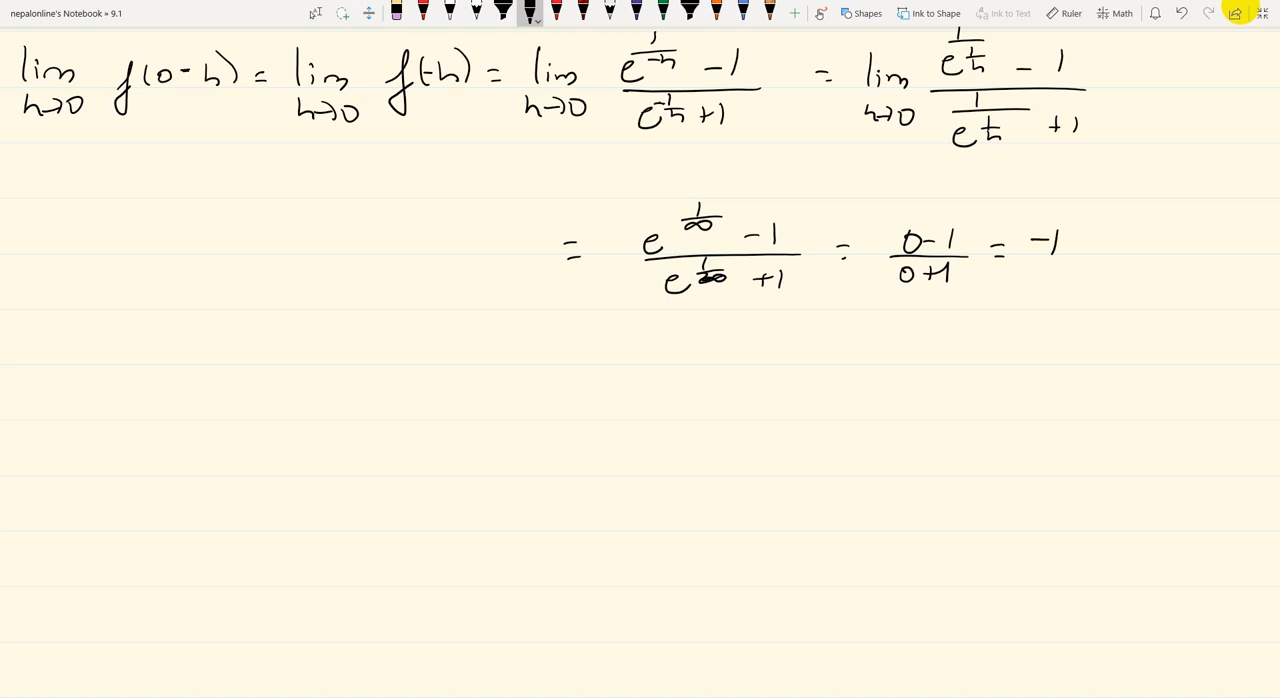 nepalonline's Notebook » 9.1 Shapes Ink to Shape Ink to Text Ruler Math
lim h→0 f(0-h) = lim h→0 f(-h) = lim h→0 (e^(1/-h) - 1)/(e^(-1/h) + 1) = lim h→0 (1/e^(1/h) - 1)/(1/e^(1/h) + 1)
= (e^(1/∞) - 1)/(e^(1/∞) + 1) = (0-1)/(0+1) = -1